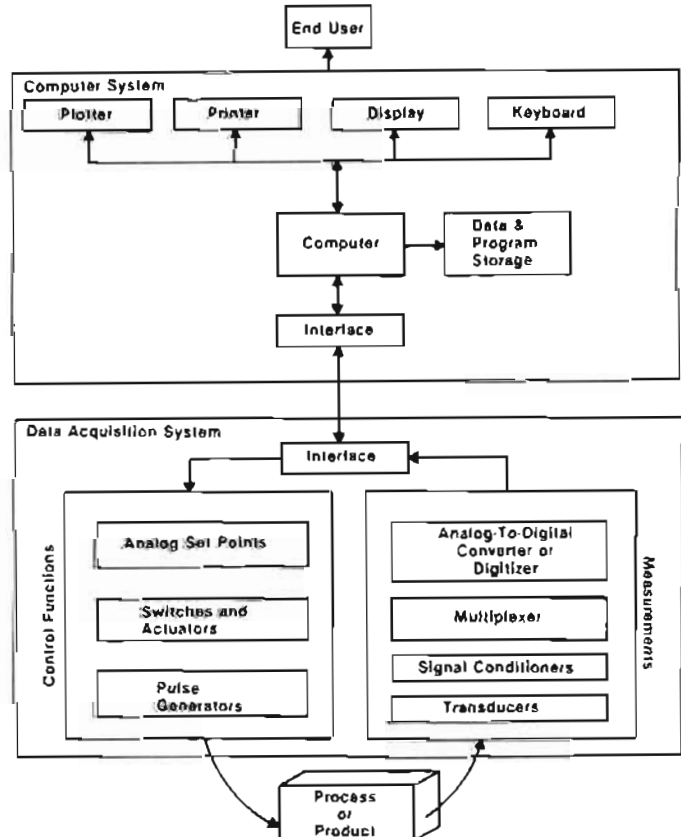 End User
Computer System
Plotter
Printer
Display
Keyboard
Computer
Data &
Program
Storage
Interface
Data Acquisition System
Interface
Control Functions
Analog Set Points
Switches and
Actuators
Pulse
Generators
Analog-To-Digital
Converter or
Digitizer
Multiplexer
Signal Conditioners
Transducers
Measurements
Process
or
Product